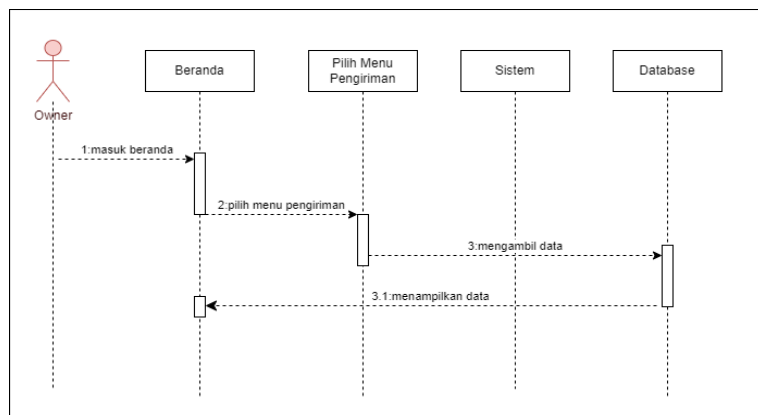 Beranda
Pilih Menu
Pengiriman
Sistem
Database
Owner
1:masuk beranda
2:pilih menu pengiriman
3:mengambil data
3.1:menampilkan data